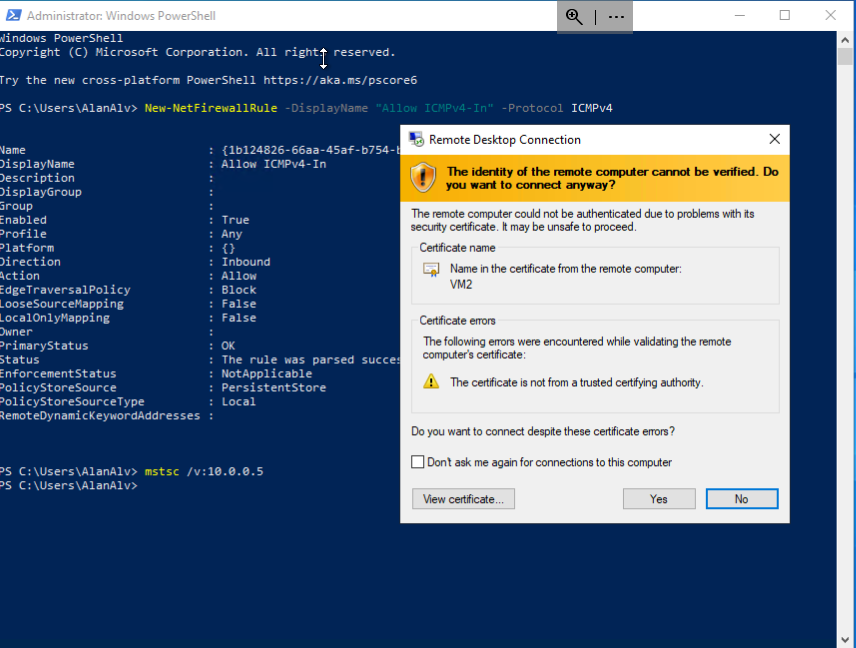 Administrator: Windows PowerShell
Windows PowerShell
Copyright (C) Microsoft Corporation. All rights reserved.
Try the new cross-platform PowerShell https://aka.ms/pscore6
PS C:\Users\AlanAlv> New-NetFirewallRule -DisplayName "Allow ICMPv4-In" -Protocol ICMPv4
Name : {1b124826-66aa-45af-b754-
DisplayName : Allow ICMPv4-In
Description :
DisplayGroup :
Group :
Enabled : True
Profile : Any
Platform : {}
Direction : Inbound
Action : Allow
EdgeTraversalPolicy : Block
LooseSourceMapping : False
LocalOnlyMapping : False
Owner :
PrimaryStatus : OK
Status : The rule was parsed succes
EnforcementStatus : NotApplicable
PolicyStoreSource : PersistentStore
PolicyStoreSourceType : Local
RemoteDynamicKeywordAddresses :
PS C:\Users\AlanAlv> mstsc /v:10.0.0.5
PS C:\Users\AlanAlv>
Remote Desktop Connection
The identity of the remote computer cannot be verified. Do
you want to connect anyway?
The remote computer could not be authenticated due to problems with its
security certificate. It may be unsafe to proceed.
Certificate name
Name in the certificate from the remote computer:
VM2
Certificate errors
The following errors were encountered while validating the remote
computer's certificate:
The certificate is not from a trusted certifying authority.
Do you want to connect despite these certificate errors?
Don't ask me again for connections to this computer
View certificate...
Yes
No